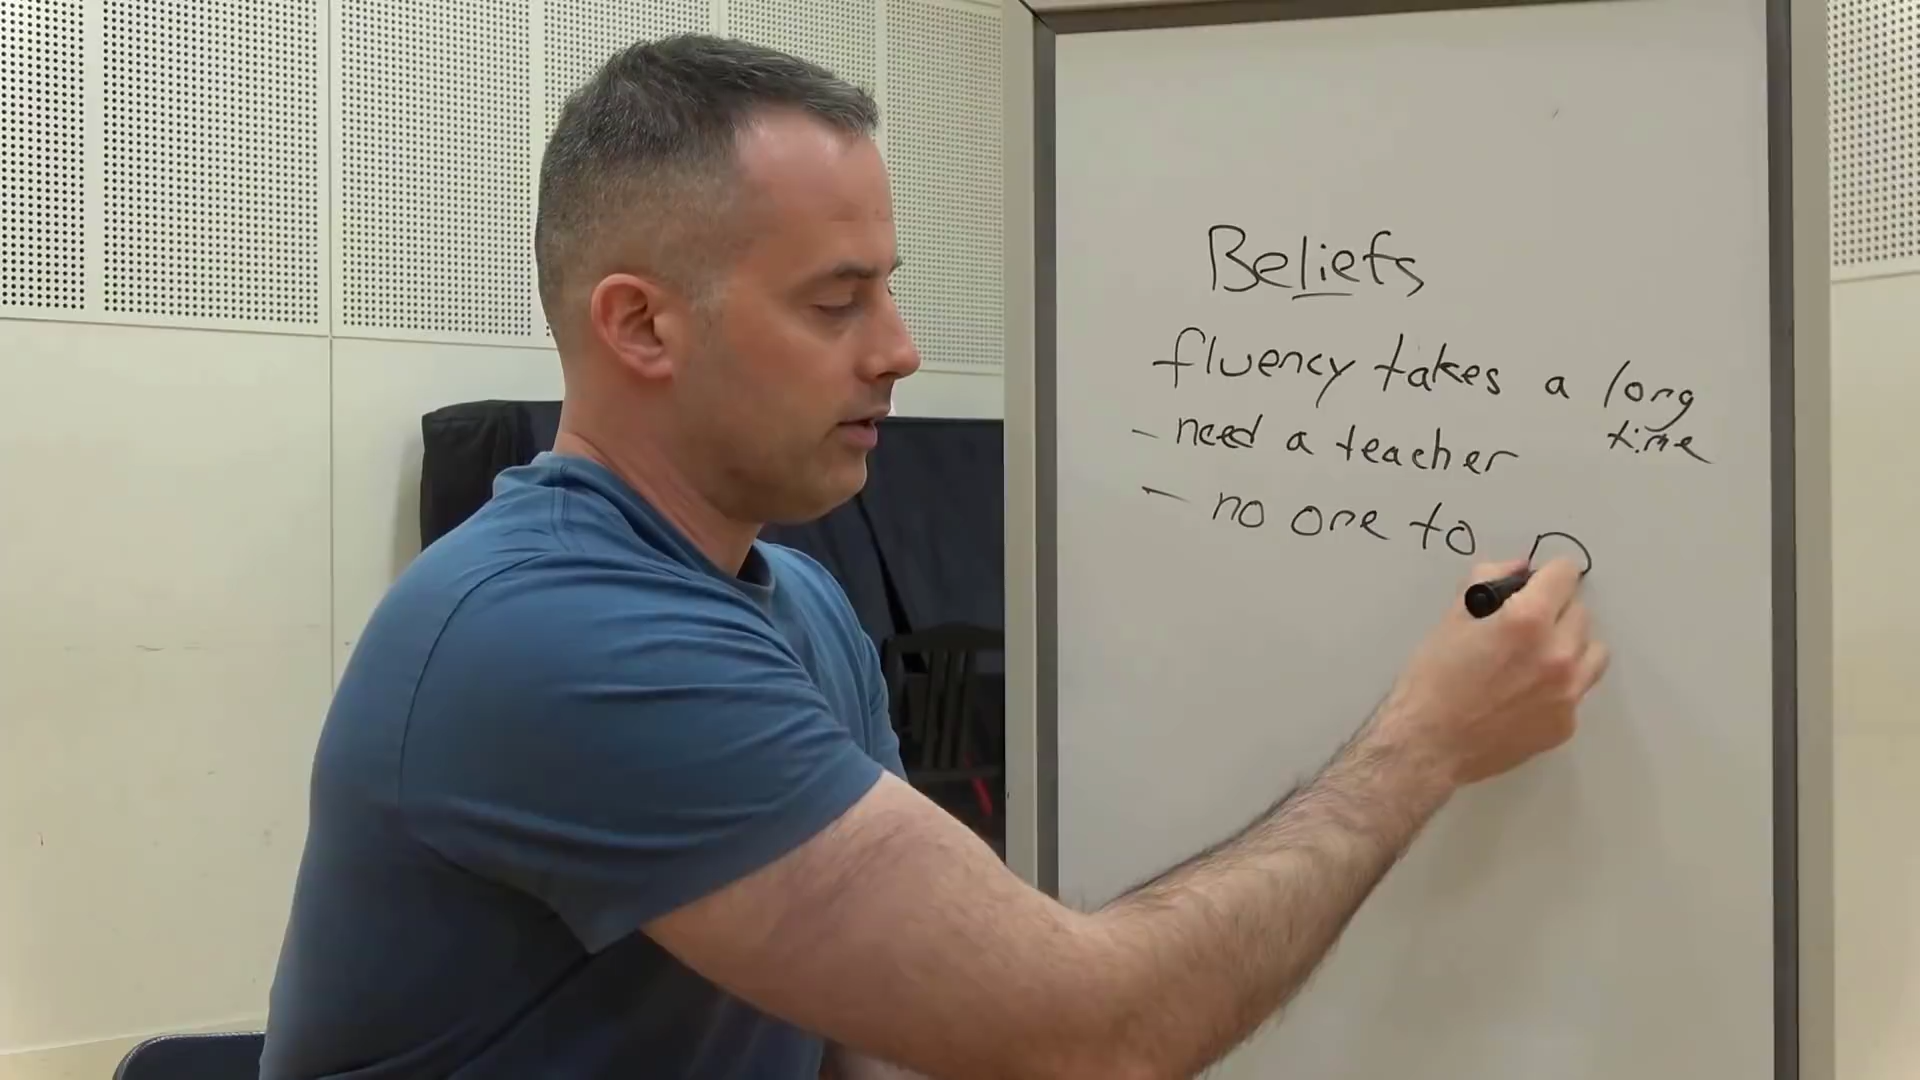 Beliefs
fluency takes a long
time
- need a teacher
- no one to